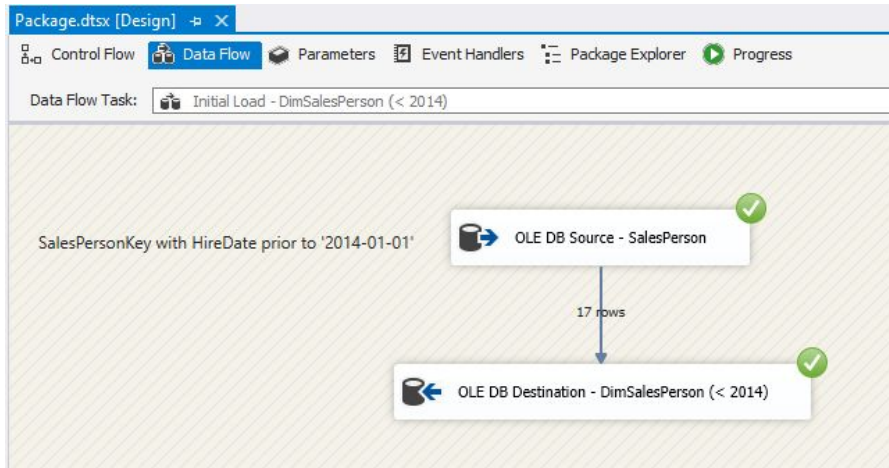 Package.dtsx [Design]
Control Flow Data Flow Parameters Event Handlers Package Explorer Progress
Data Flow Task: Initial Load - DimSalesPerson (< 2014)
SalesPersonKey with HireDate prior to '2014-01-01'
OLE DB Source - SalesPerson
17 rows
OLE DB Destination - DimSalesPerson (< 2014)